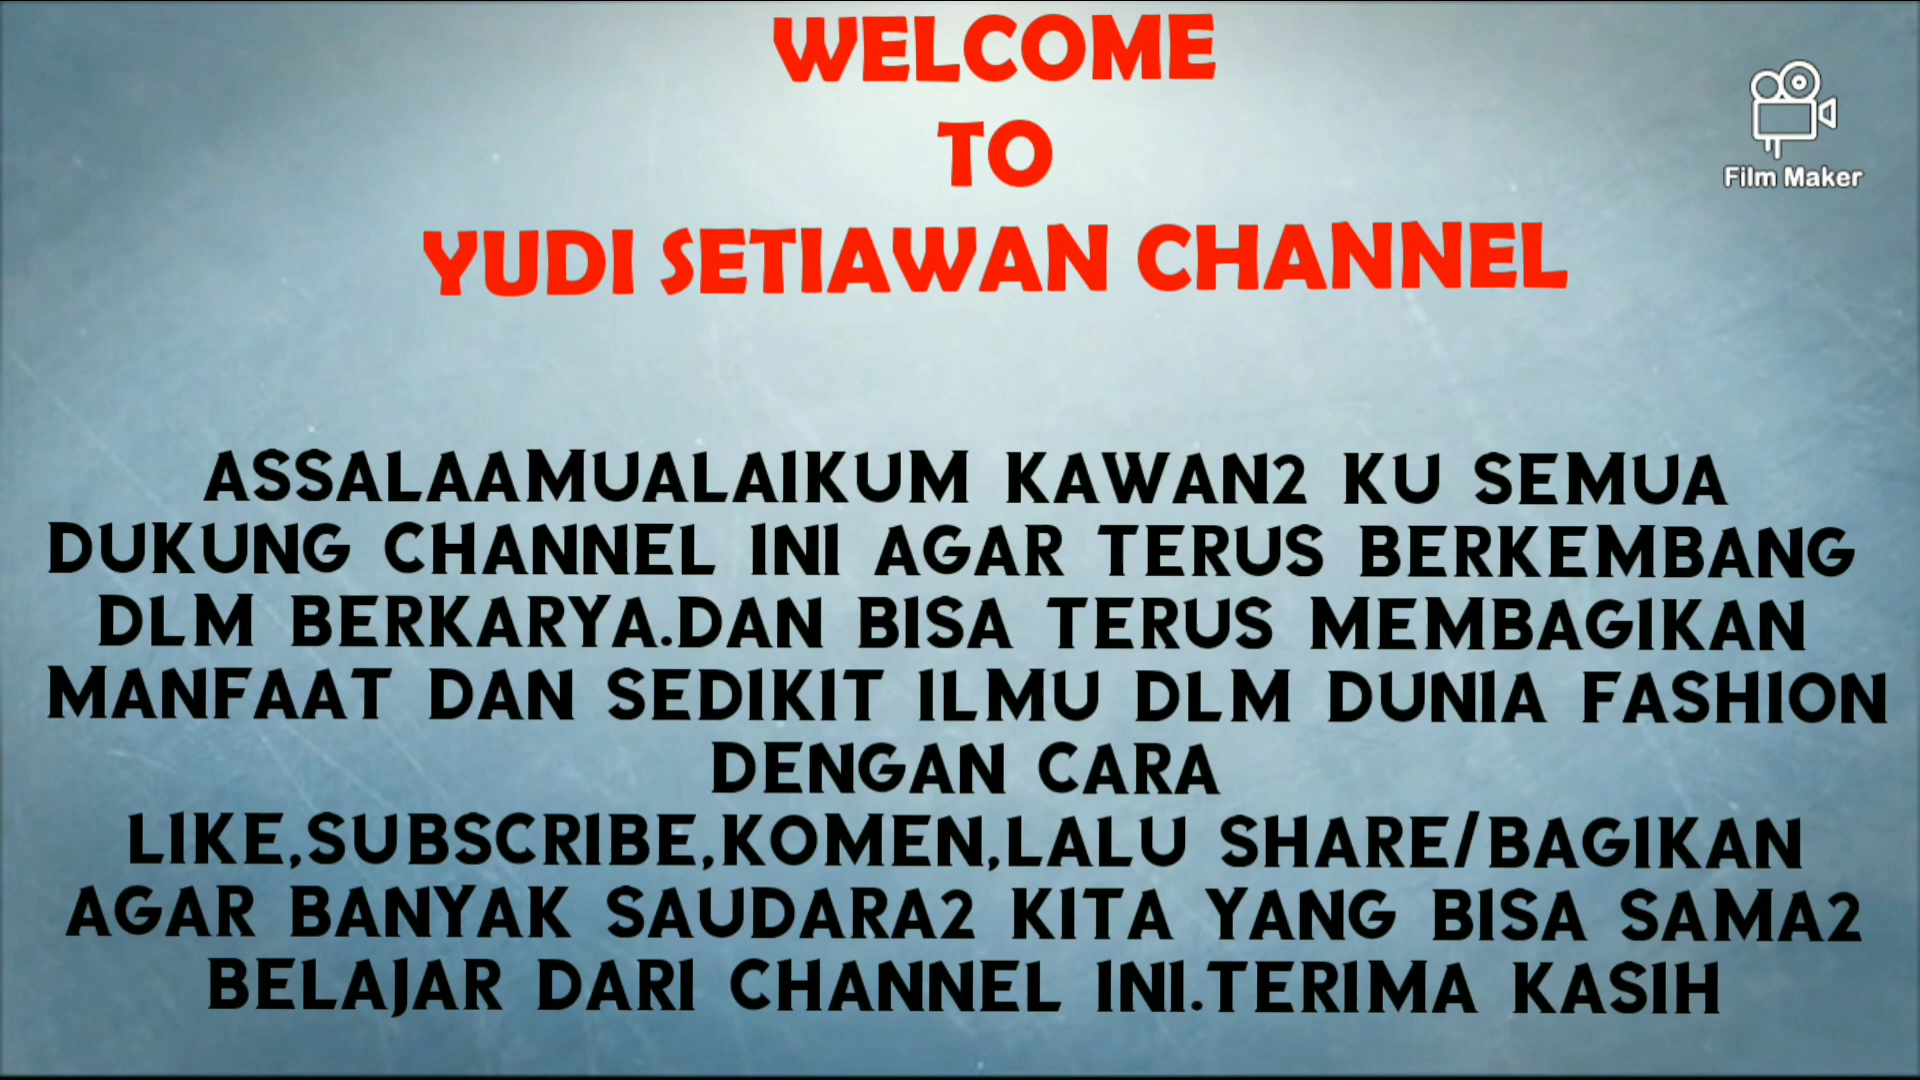 WELCOME
TO
YUDI SETIAWAN CHANNEL
Film Maker
ASSALAAMUALAIKUM KAWAN2 KU SEMUA
DUKUNG CHANNEL INI AGAR TERUS BERKEMBANG
DLM BERKARYA.DAN BISA TERUS MEMBAGIKAN
MANFAAT DAN SEDIKIT ILMU DLM DUNIA FASHION
DENGAN CARA
LIKE,SUBSCRIBE,KOMEN,LALU SHARE/BAGIKAN
AGAR BANYAK SAUDARA2 KITA YANG BISA SAMA2
BELAJAR DARI CHANNEL INI.TERIMA KASIH